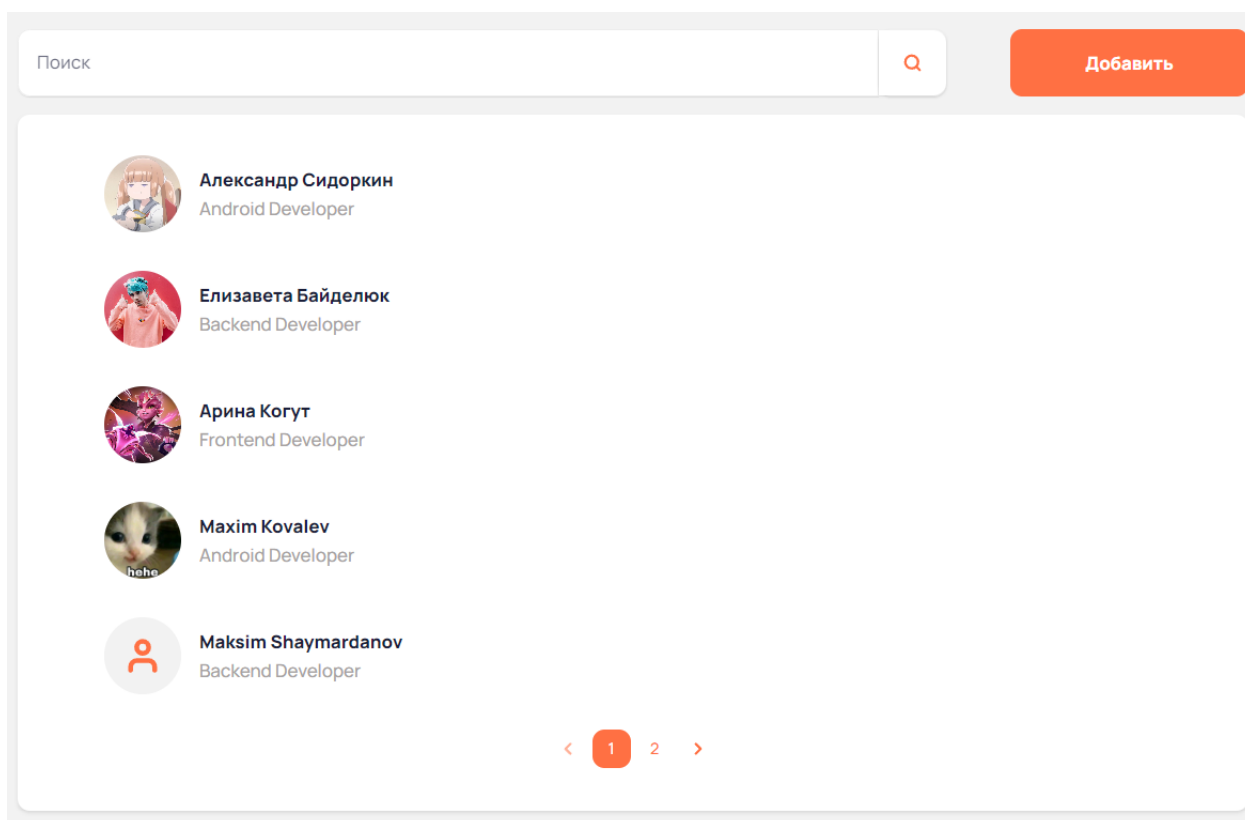 Поиск
Добавить
Александр Сидоркин
Android Developer
Елизавета Байделюк
Backend Developer
Арина Когут
Frontend Developer
Maxim Kovalev
Android Developer
hehe
Maksim Shaymardanov
Backend Developer
1 2